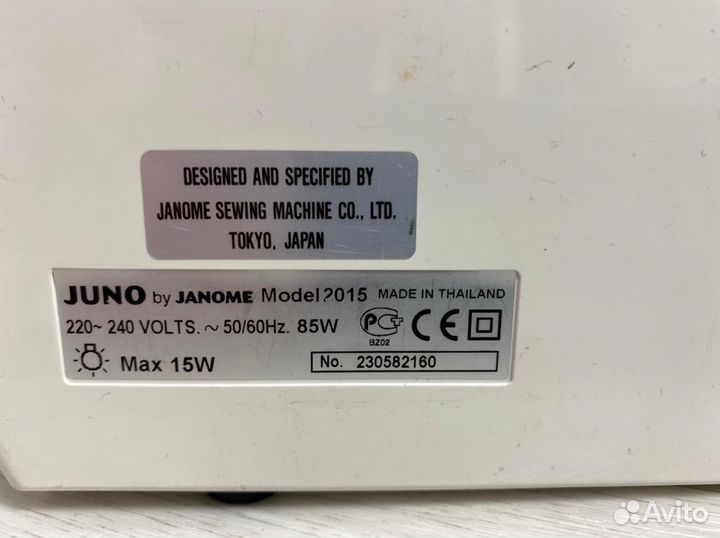 DESIGNED AND SPECIFIED BY
JANOME SEWING MACHINE CO., LTD.
TOKYO, JAPAN
JUNO by JANOME Model 2015 MADE IN THAILAND
220~ 240 VOLTS. ~ 50/60Hz. 85W
PCT CE
BZ02
Max 15W
No. 230582160
Avito